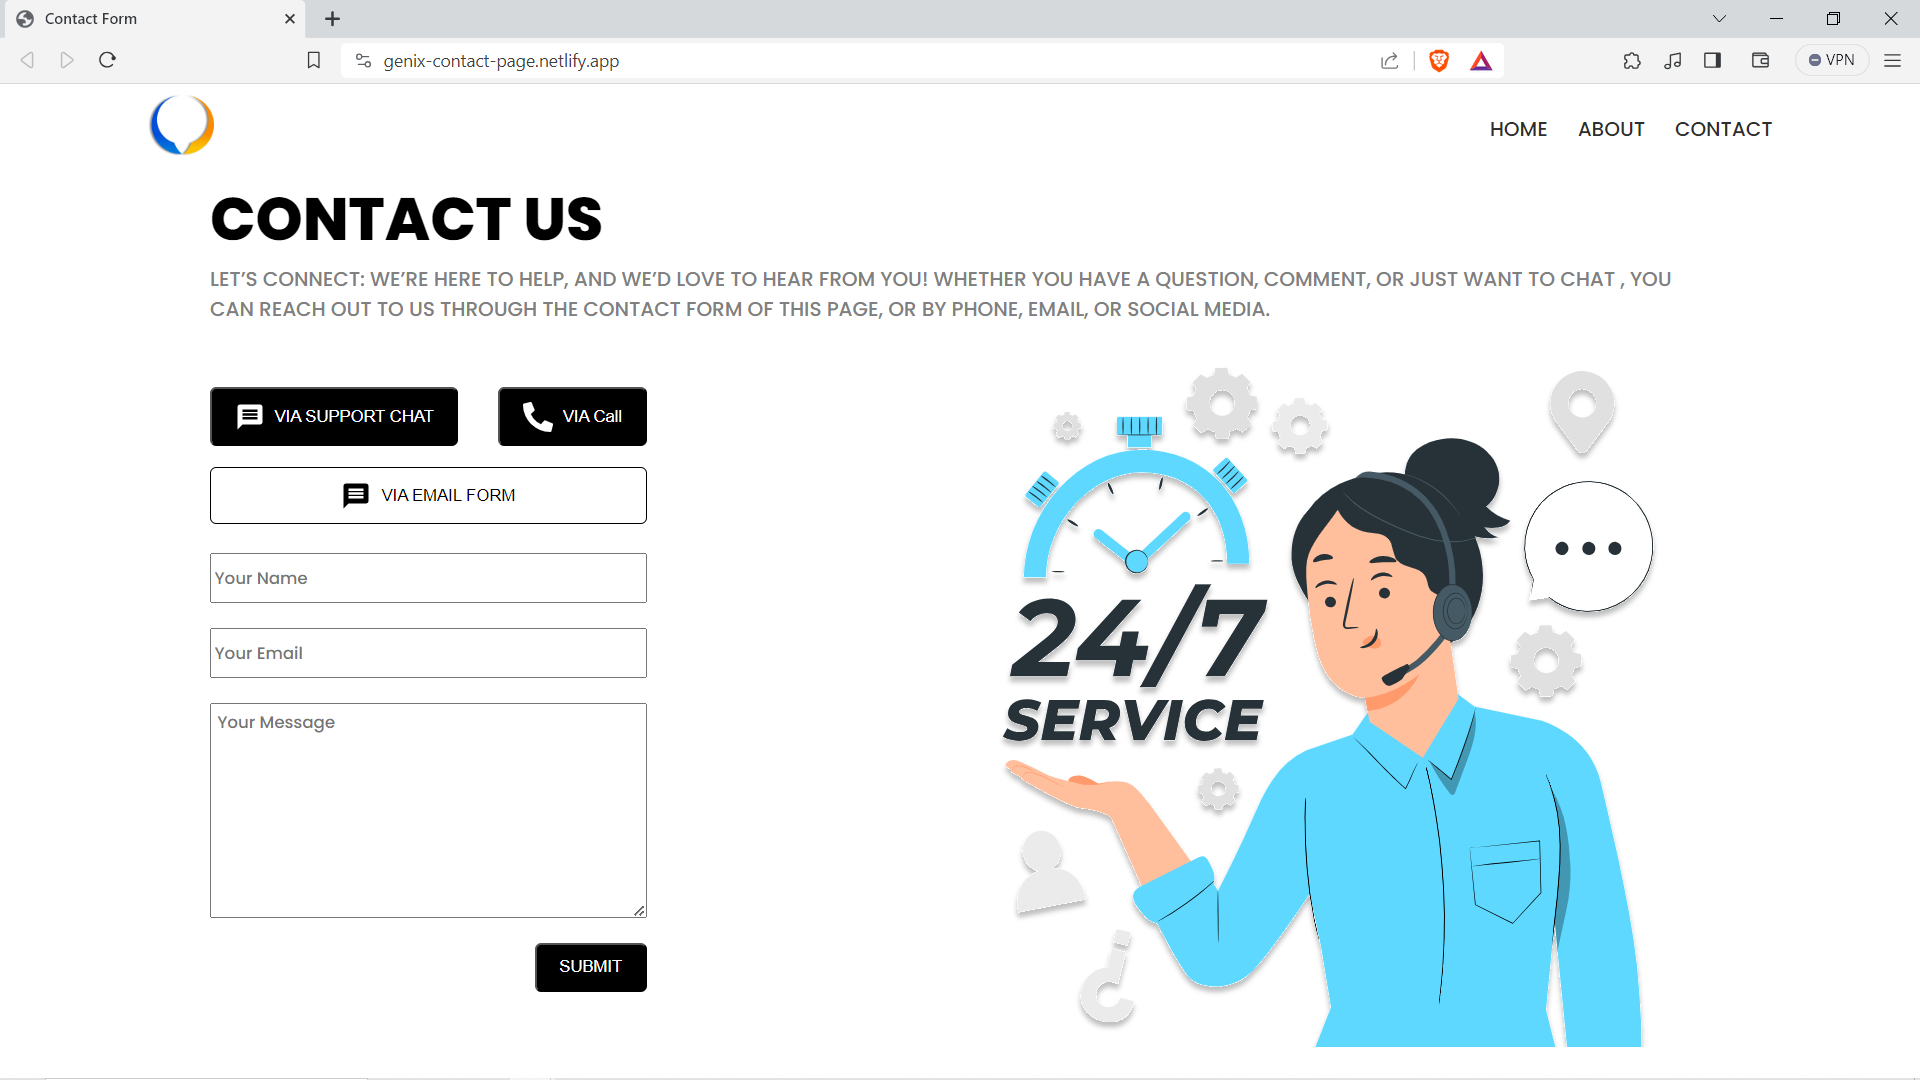 Contact Form
genix-contact-page.netlify.app
VPN
HOME ABOUT CONTACT
CONTACT US
LET’S CONNECT: WE’RE HERE TO HELP, AND WE’D LOVE TO HEAR FROM YOU! WHETHER YOU HAVE A QUESTION, COMMENT, OR JUST WANT TO CHAT , YOU
CAN REACH OUT TO US THROUGH THE CONTACT FORM OF THIS PAGE, OR BY PHONE, EMAIL, OR SOCIAL MEDIA.
VIA SUPPORT CHAT
VIA Call
VIA EMAIL FORM
Your Name
Your Email
Your Message
SUBMIT
24/7
SERVICE